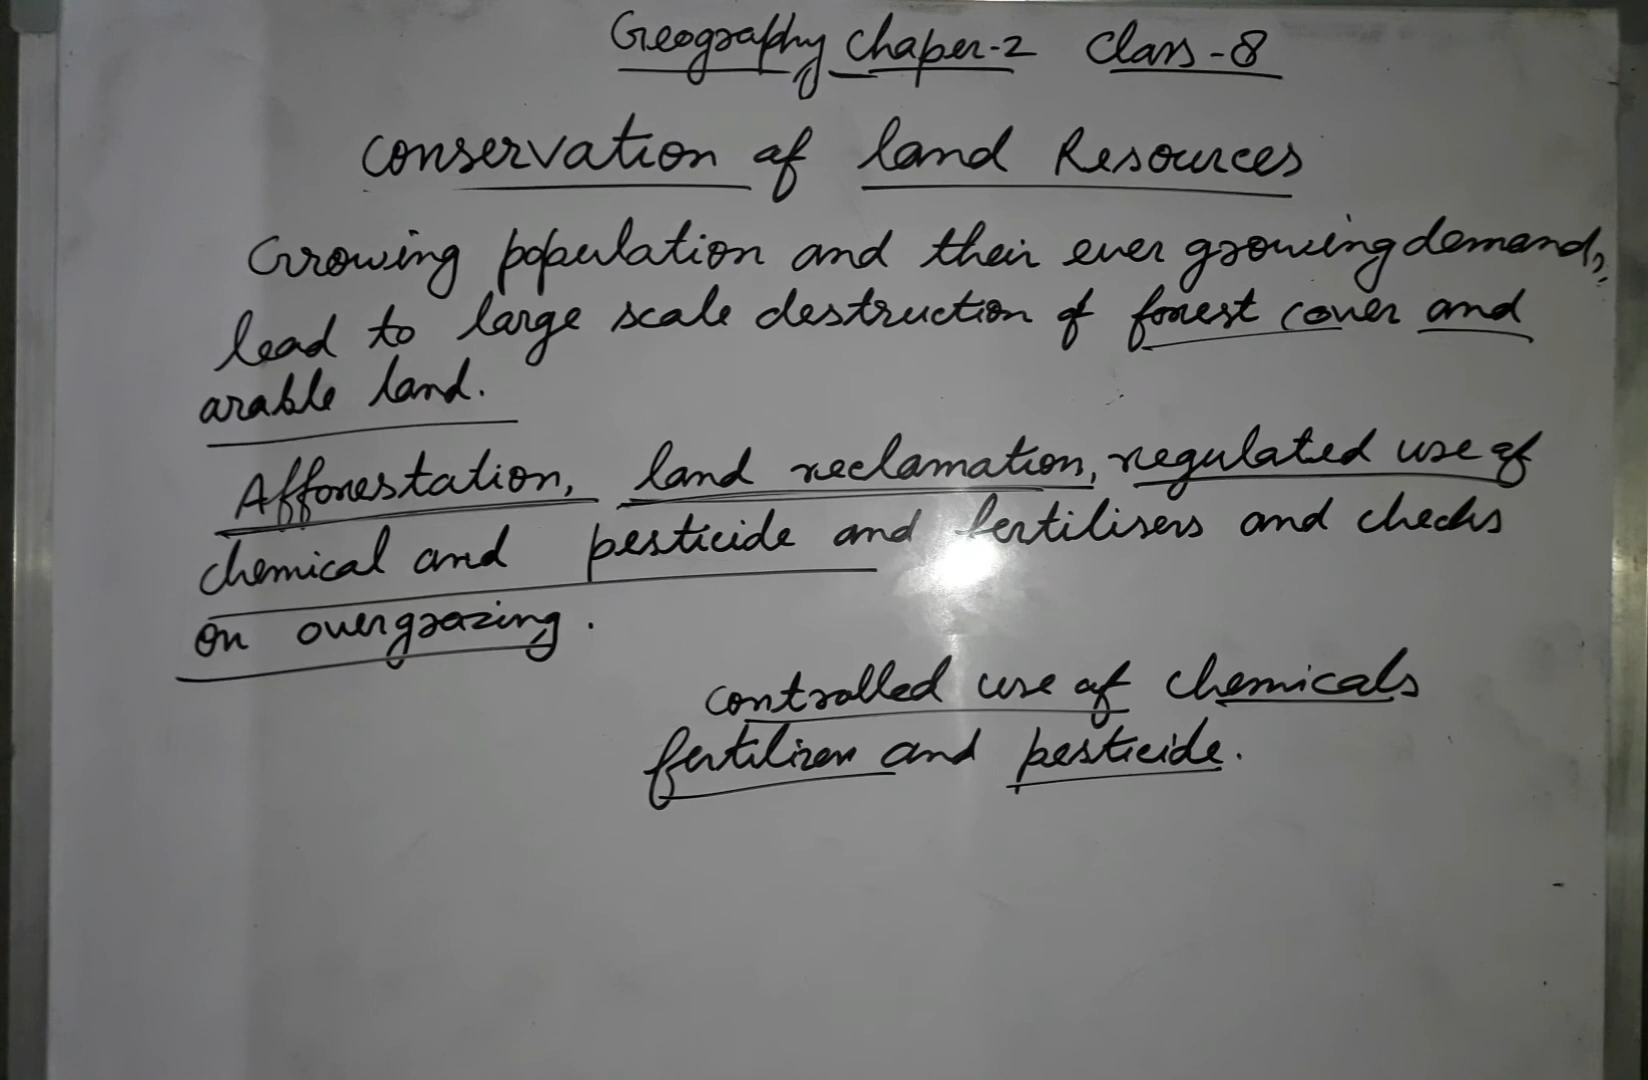 Geography Chaper-2 Class-8
Conservation of land Resources
Growing population and their ever growing demand,
lead to large scale destruction of forest cover and
arable land.
Afforestation, land reclamation, regulated use of
chemical and pesticide and fertilisers and checks
on overgrazing.
controlled use of chemicals
fertilizer and pesticide.